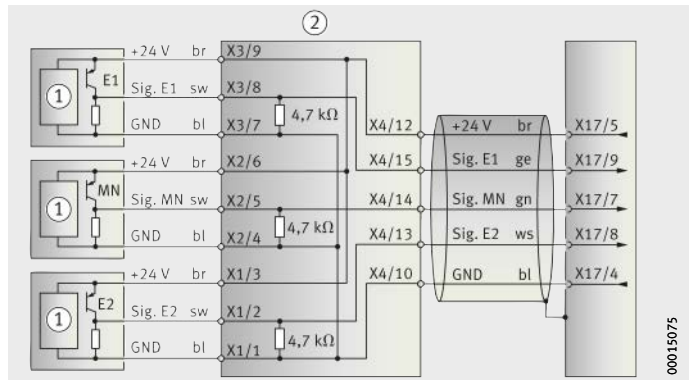 2
+24 V br X3/9
1 E1
Sig. E1 sw X3/8
4,7 kΩ
GND bl X3/7
X4/12 +24 V br X17/5
+24 V br X2/6
X4/15 Sig. E1 ge X17/9
1 MN
Sig. MN sw X2/5
X4/14 Sig. MN gn X17/7
4,7 kΩ
GND bl X2/4
X4/13 Sig. E2 ws X17/8
+24 V br X1/3
X4/10 GND bl X17/4
1 E2
Sig. E2 sw X1/2
4,7 kΩ
GND bl X1/1
00015075